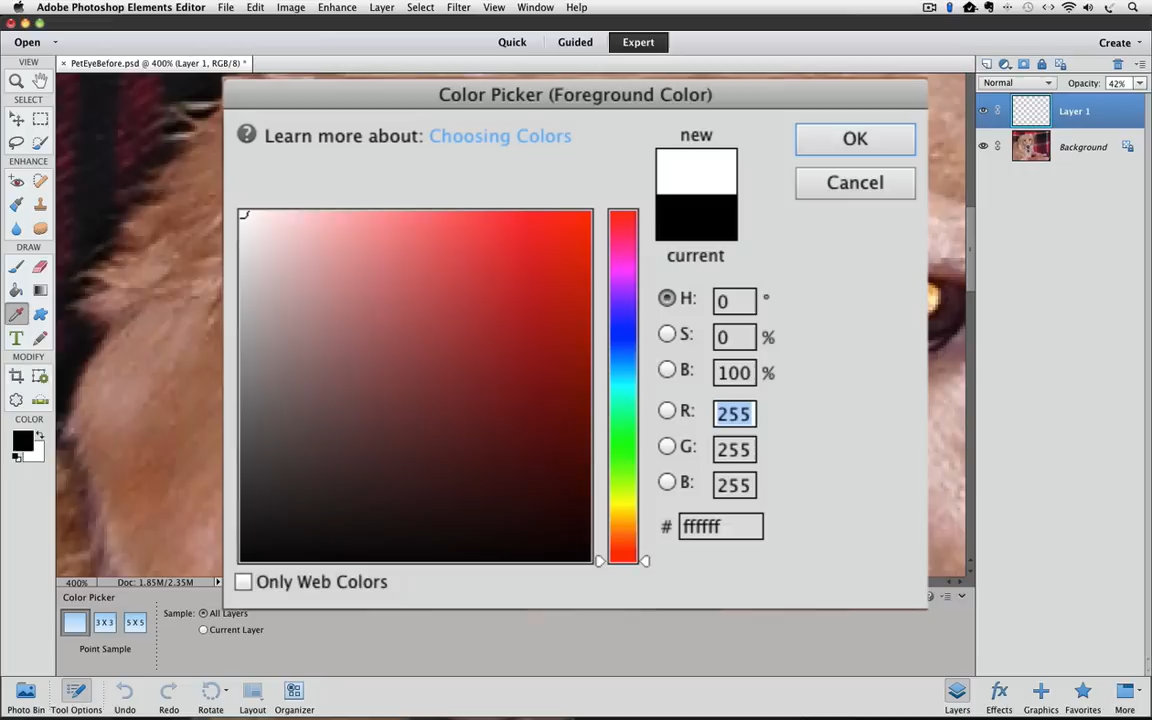 Adobe Photoshop Elements Editor File Edit Image Enhance Layer Select Filter View Window Help
Open Quick Guided Expert Create
VIEW × PetEyeBefore.psd @ 400% (Layer 1, RGB/8) *
Normal Opacity: 42%
SELECT
Layer 1
Background
ENHANCE
DRAW
T
MODIFY
COLOR
Color Picker (Foreground Color)
? Learn more about: Choosing Colors
new
OK
Cancel
current
H: 0 °
S: 0 %
B: 100 %
R: 255
G: 255
B: 255
# ffffff
Only Web Colors
400% Doc: 1.85M/2.35M
Color Picker
3 X 3 5 X 5 Sample: All Layers
Current Layer
Point Sample
Photo Bin Tool Options Undo Redo Rotate Layout Organizer Layers Effects Graphics Favorites More